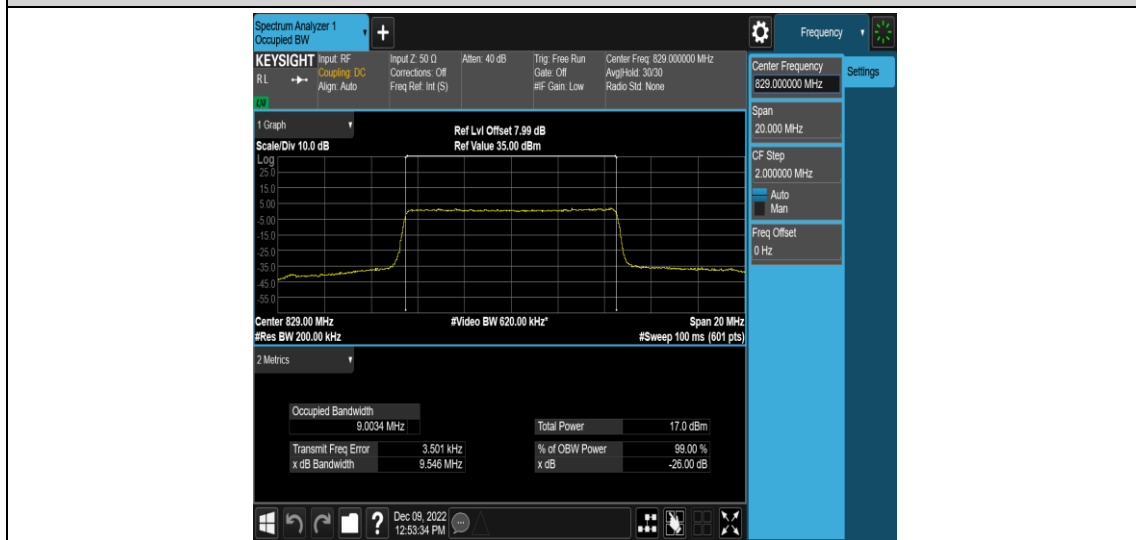 Spectrum Analyzer 1
Occupied BW
+
Frequency
KEYSIGHT Input: RF Input Z: 50 Ω Atten: 40 dB Trig: Free Run Center Freq: 829.000000 MHz
RL Coupling: DC Corrections: Off Gate: Off Avg|Hold: 30/30
Align: Auto Freq Ref: Int (S) #IF Gain: Low Radio Std: None
LXI
Center Frequency
829.000000 MHz
Settings
Span
20.000 MHz
CF Step
2.000000 MHz
Auto
Man
Freq Offset
0 Hz
1 Graph
Ref Lvl Offset 7.99 dB
Scale/Div 10.0 dB Ref Value 35.00 dBm
Log
25.0
15.0
5.00
-5.00
-15.0
-25.0
-35.0
-45.0
-55.0
Center 829.00 MHz #Video BW 620.00 kHz* Span 20 MHz
#Res BW 200.00 kHz #Sweep 100 ms (601 pts)
2 Metrics
Occupied Bandwidth
9.0034 MHz Total Power 17.0 dBm
Transmit Freq Error 3.501 kHz % of OBW Power 99.00 %
x dB Bandwidth 9.546 MHz x dB -26.00 dB
? Dec 09, 2022
12:53:34 PM